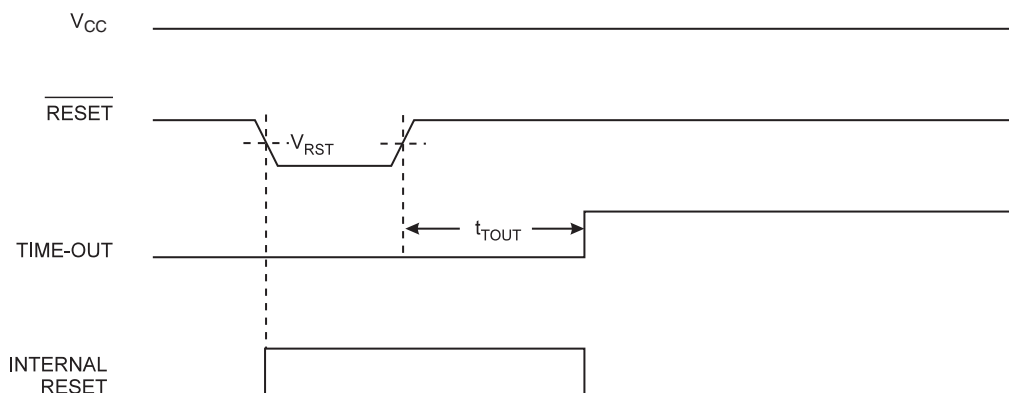 VCC
RESET
VRST
tTOUT
TIME-OUT
INTERNAL
RESET